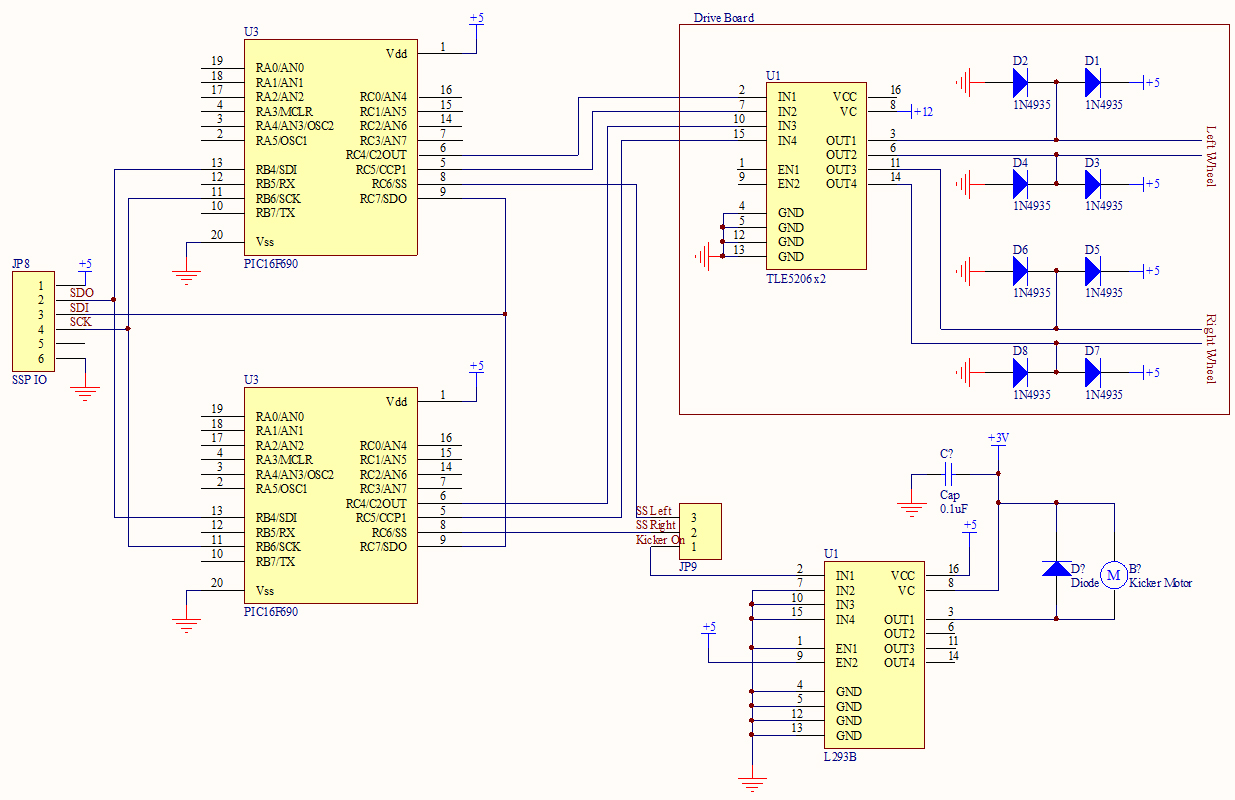 Drive Board
U3
+5
Vdd 1
19 RA0/AN0
18 RA1/AN1
17 RA2/AN2
4 RA3/MCLR
3 RA4/AN3/OSC2
2 RA5/OSC1
RC0/AN4 16
RC1/AN5 15
RC2/AN6 14
RC3/AN7 7
RC4/C2OUT 6
RC5/CCP1 5
RC6/SS 8
RC7/SDO 9
13 RB4/SDI
12 RB5/RX
11 RB6/SCK
10 RB7/TX
20 Vss
PIC16F690
U1
2 IN1
7 IN2
10 IN3
15 IN4
1 EN1
9 EN2
4 GND
5 GND
12 GND
13 GND
VCC 16
VC 8
+12
OUT1 3
OUT2 6
OUT3 11
OUT4 14
TLE5206x2
D2
1N4935
D1
1N4935
+5
Left Wheel
D4
1N4935
D3
1N4935
+5
D6
1N4935
D5
1N4935
+5
Right Wheel
D8
1N4935
D7
1N4935
+5
JP8
+5
1
2 SDO
3 SDI
4 SCK
5
6
SSP IO
U3
+5
Vdd 1
19 RA0/AN0
18 RA1/AN1
17 RA2/AN2
4 RA3/MCLR
3 RA4/AN3/OSC2
2 RA5/OSC1
RC0/AN4 16
RC1/AN5 15
RC2/AN6 14
RC3/AN7 7
RC4/C2OUT 6
RC5/CCP1 5
RC6/SS 8
RC7/SDO 9
13 RB4/SDI
12 RB5/RX
11 RB6/SCK
10 RB7/TX
20 Vss
PIC16F690
SS Left 3
SS Right 2
Kicker On 1
JP9
+3V
C?
Cap
0.1uF
+5
U1
2 IN1
7 IN2
10 IN3
15 IN4
1 EN1
9 EN2
+5
4 GND
5 GND
12 GND
13 GND
VCC 16
VC 8
OUT1 3
OUT2 6
OUT3 11
OUT4 14
L293B
D?
Diode
M
B?
Kicker Motor